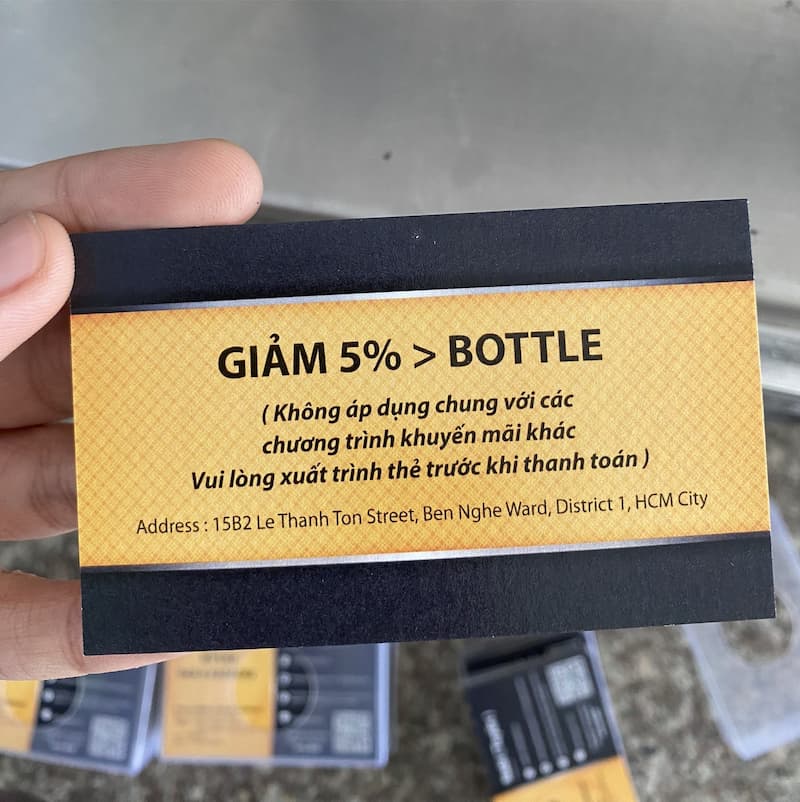 GIẢM 5% > BOTTLE
( Không áp dụng chung với các
chương trình khuyến mãi khác
Vui lòng xuất trình thẻ trước khi thanh toán )
Address : 15B2 Le Thanh Ton Street, Ben Nghe Ward, District 1, HCM City